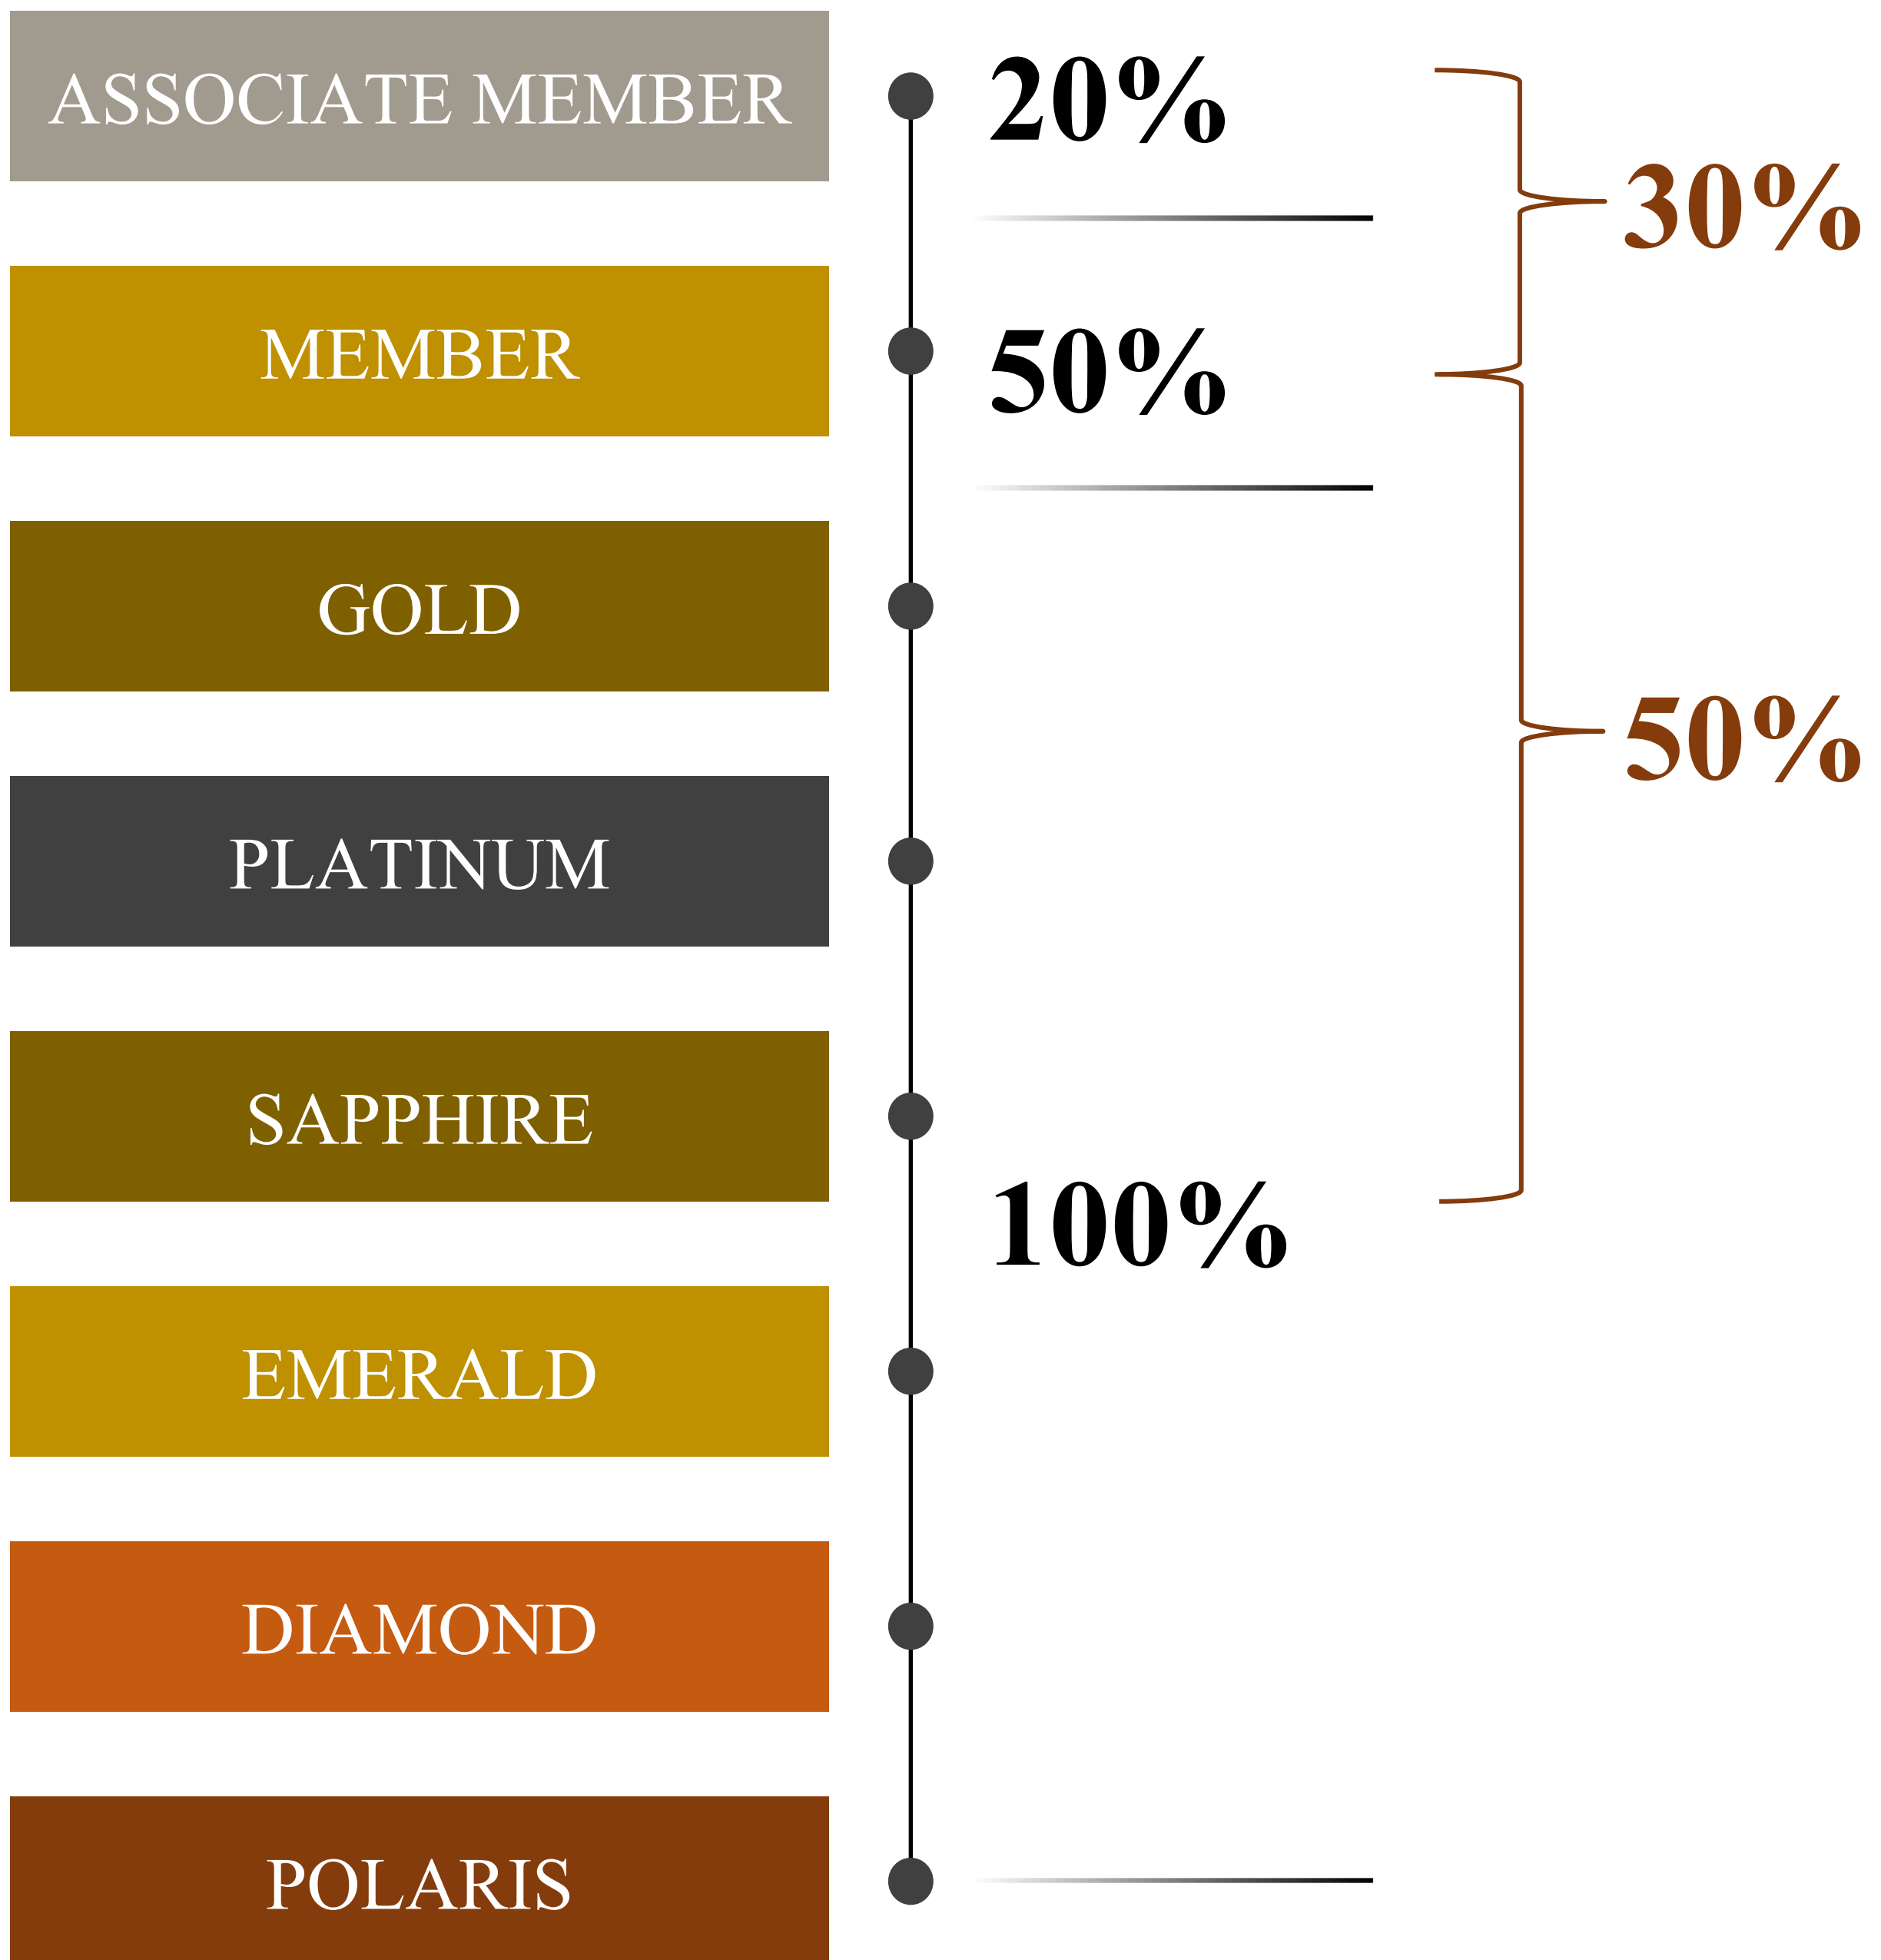 ASSOCIATE MEMBER
20%
30%
MEMBER
50%
GOLD
50%
PLATINUM
SAPPHIRE
100%
EMERALD
DIAMOND
POLARIS